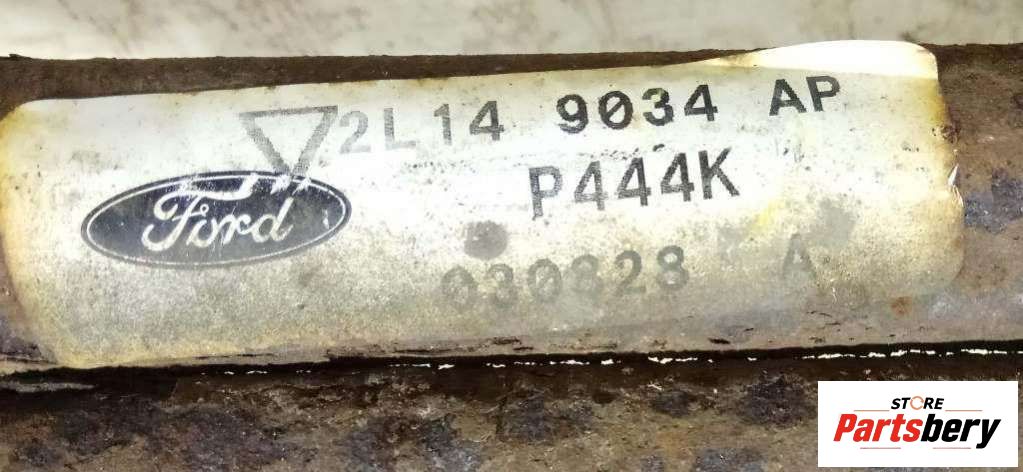 2L14 9034 AP
P444K
Ford
030828 A
STORE
Partsbery